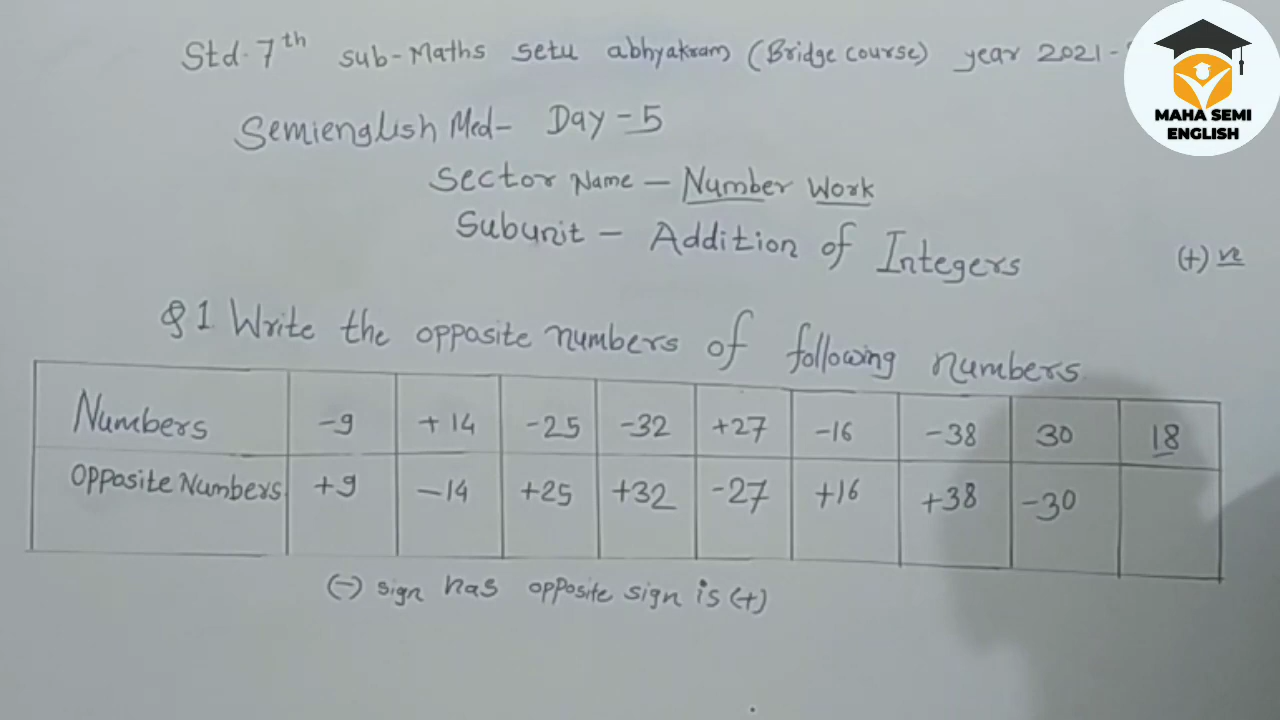 Std. 7th sub-Maths setu abhyakram (Bridge course) year 2021-
MAHA SEMI
ENGLISH
Semienglish Med- Day-5
Sector Name - Number Work
Subunit - Addition of Integers
(+) ve
Q1 Write the opposite numbers of following numbers.
Numbers -9 +14 -25 -32 +27 -16 -38 30 18
Opposite Numbers +9 -14 +25 +32 -27 +16 +38 -30
(-) sign has opposite sign is (+)